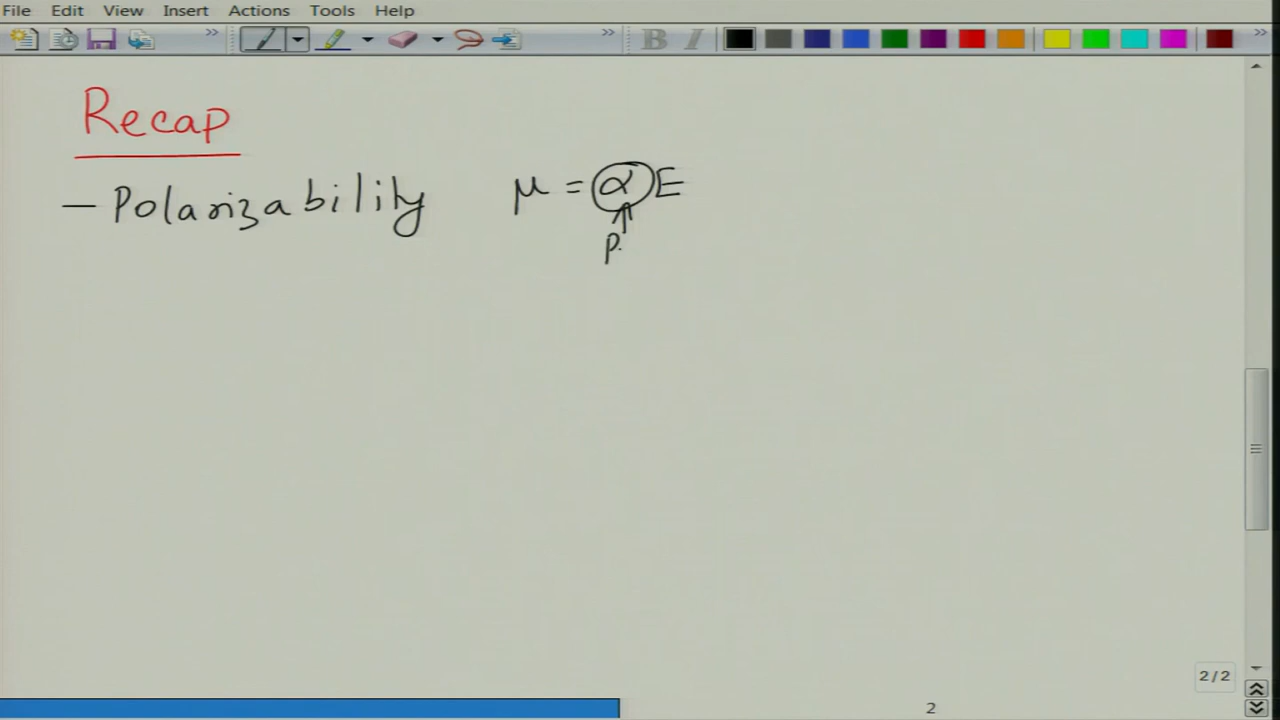 File Edit View Insert Actions Tools Help
B I
Recap
– Polarizability μ = α E
p.
2/2
2